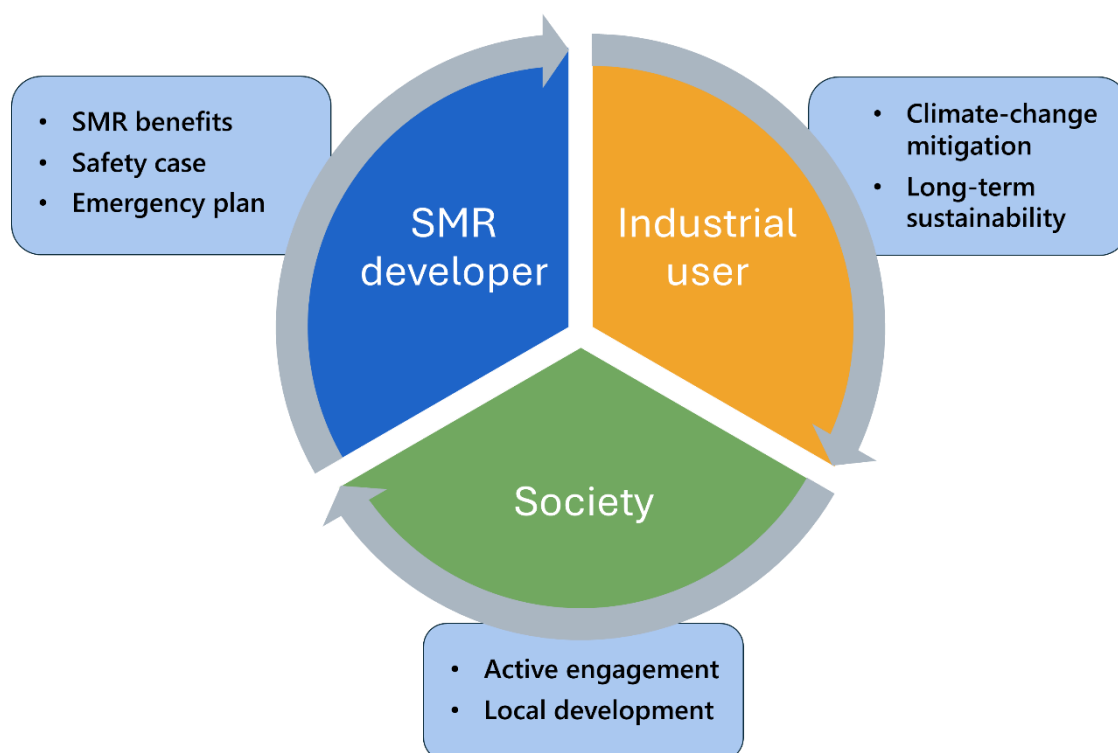 • SMR benefits
• Safety case
• Emergency plan
SMR
developer
Industrial
user
• Climate-change
mitigation
• Long-term
sustainability
Society
• Active engagement
• Local development